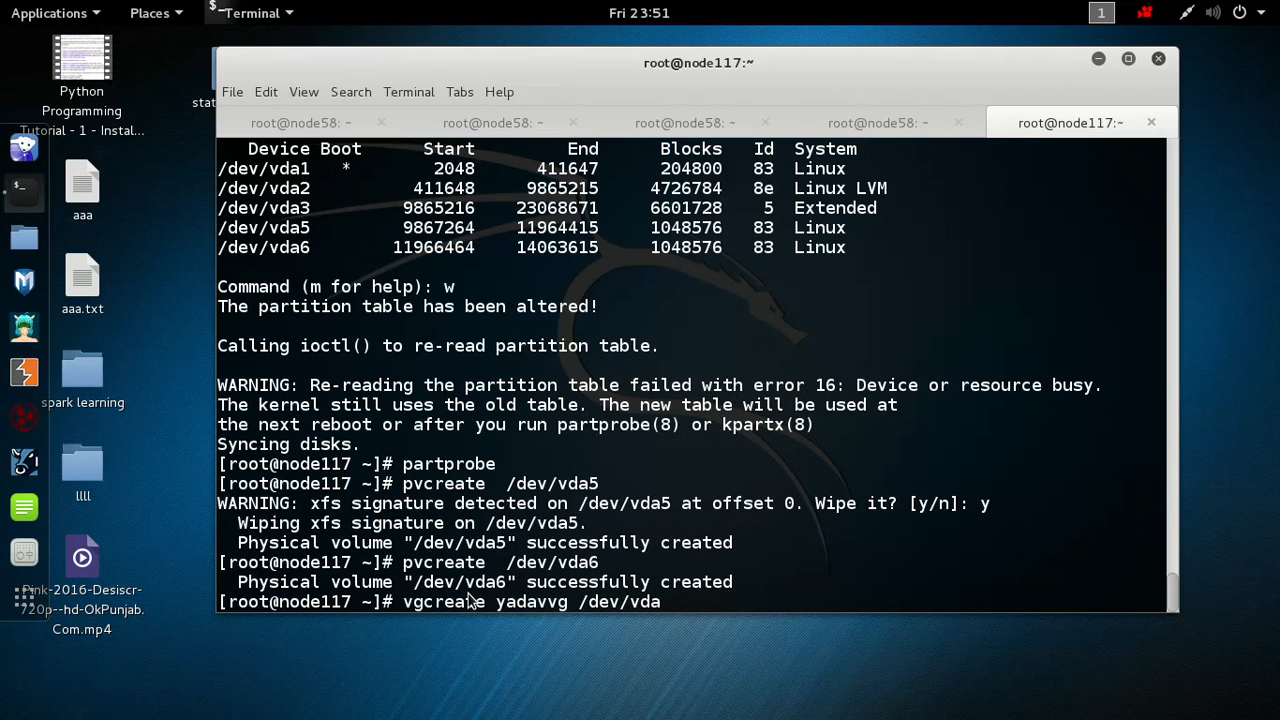 Applications Places Terminal Fri 23:51 1
root@node117:~
File Edit View Search Terminal Tabs Help
root@node58: ~ root@node58: ~ root@node58: ~ root@node58: ~ root@node117:~
Device Boot Start End Blocks Id System
/dev/vda1 * 2048 411647 204800 83 Linux
/dev/vda2 411648 9865215 4726784 8e Linux LVM
/dev/vda3 9865216 23068671 6601728 5 Extended
/dev/vda5 9867264 11964415 1048576 83 Linux
/dev/vda6 11966464 14063615 1048576 83 Linux
Command (m for help): w
The partition table has been altered!
Calling ioctl() to re-read partition table.
WARNING: Re-reading the partition table failed with error 16: Device or resource busy.
The kernel still uses the old table. The new table will be used at
the next reboot or after you run partprobe(8) or kpartx(8)
Syncing disks.
[root@node117 ~]# partprobe
[root@node117 ~]# pvcreate  /dev/vda5
WARNING: xfs signature detected on /dev/vda5 at offset 0. Wipe it? [y/n]: y
Wiping xfs signature on /dev/vda5.
Physical volume "/dev/vda5" successfully created
[root@node117 ~]# pvcreate  /dev/vda6
Physical volume "/dev/vda6" successfully created
[root@node117 ~]# vgcreate yadavvg /dev/vda
Python
Programming
Tutorial - 1 - Instal...
stat
aaa
aaa.txt
spark learning
llll
Pink-2016-Desiscr-
720p--hd-OkPunjab.
Com.mp4